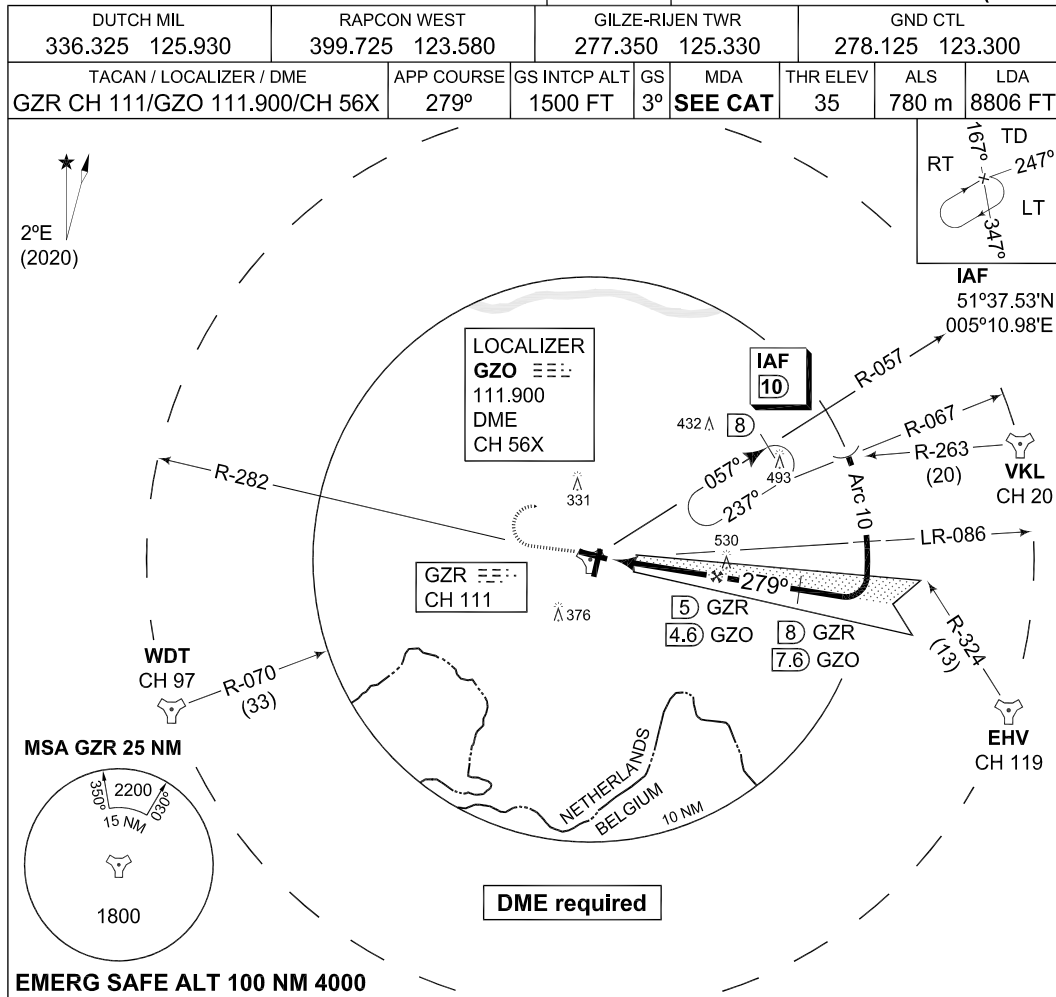 DUTCH MIL
336.325 125.930
RAPCON WEST
399.725 123.580
GILZE-RIJEN TWR
277.350 125.330
GND CTL
278.125 123.300
TACAN / LOCALIZER / DME
GZR CH 111/GZO 111.900/CH 56X
APP COURSE
279º
GS INTCP ALT
1500 FT
GS
3º
MDA
SEE CAT
THR ELEV
35
ALS
780 m
LDA
8806 FT
2ºE
(2020)
167º
TD
RT
247º
LT
347º
IAF
51º37.53'N
005º10.98'E
LOCALIZER
GZO
111.900
DME
CH 56X
IAF
10
R-057
432
8
R-067
R-263
(20)
VKL
CH 20
R-282
057º
493
237º
Arc 10
331
530
LR-086
GZR
CH 111
279º
376
5 GZR
4.6 GZO
8 GZR
7.6 GZO
R-324
(13)
WDT
CH 97
R-070
(33)
EHV
CH 119
MSA GZR 25 NM
350º
2200
030º
15 NM
1800
NETHERLANDS
BELGIUM
10 NM
DME required
EMERG SAFE ALT 100 NM 4000